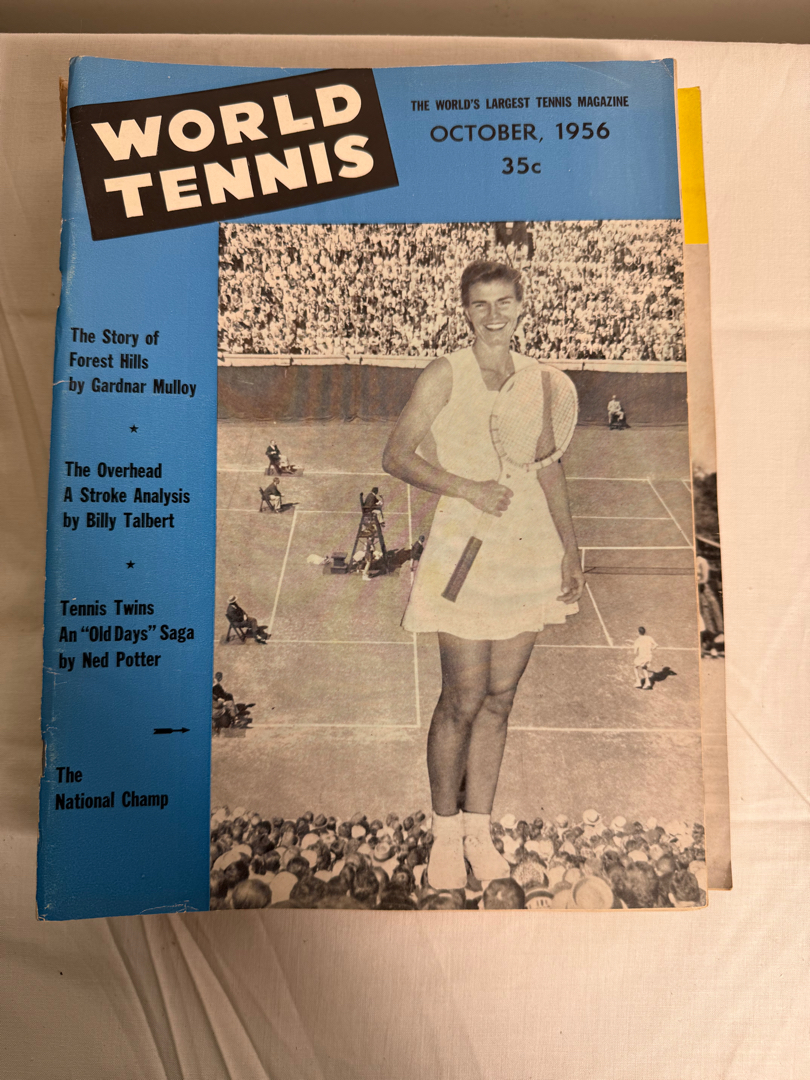 WORLD
TENNIS
THE WORLD'S LARGEST TENNIS MAGAZINE
OCTOBER, 1956
35c
The Story of
Forest Hills
by Gardnar Mulloy
★
The Overhead
A Stroke Analysis
by Billy Talbert
★
Tennis Twins
An "Old Days" Saga
by Ned Potter
The
National Champ